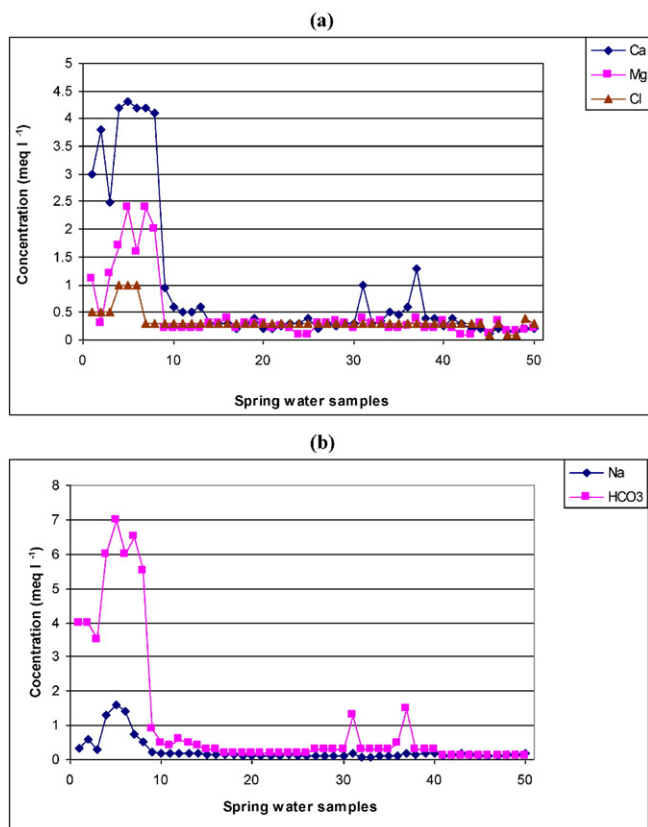 (a)
Ca
Mg
Cl
5
4.5
4
3.5
3
2.5
2
1.5
1
0.5
0
Concentration (meq l -1)
0 10 20 30 40 50
Spring water samples
(b)
Na
HCO3
8
7
6
5
4
3
2
1
0
Cocentration (meq l -1)
0 10 20 30 40 50
Spring water samples